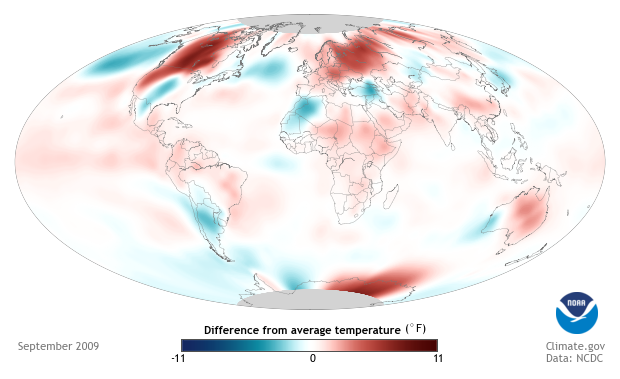 NOAA
Difference from average temperature (°F)
September 2009
-11 0 11
Climate.gov
Data: NCDC